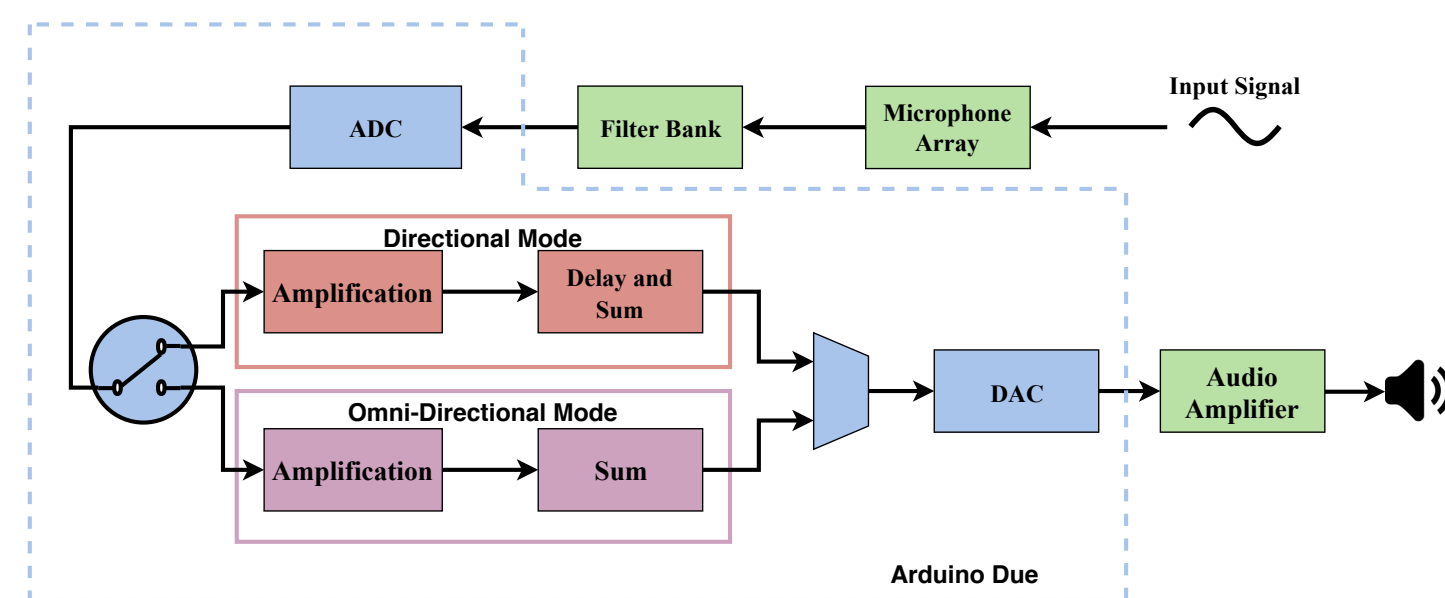 Input Signal
ADC
Filter Bank
Microphone
Array
Directional Mode
Amplification
Delay and
Sum
Omni-Directional Mode
Amplification
Sum
DAC
Audio
Amplifier
Arduino Due